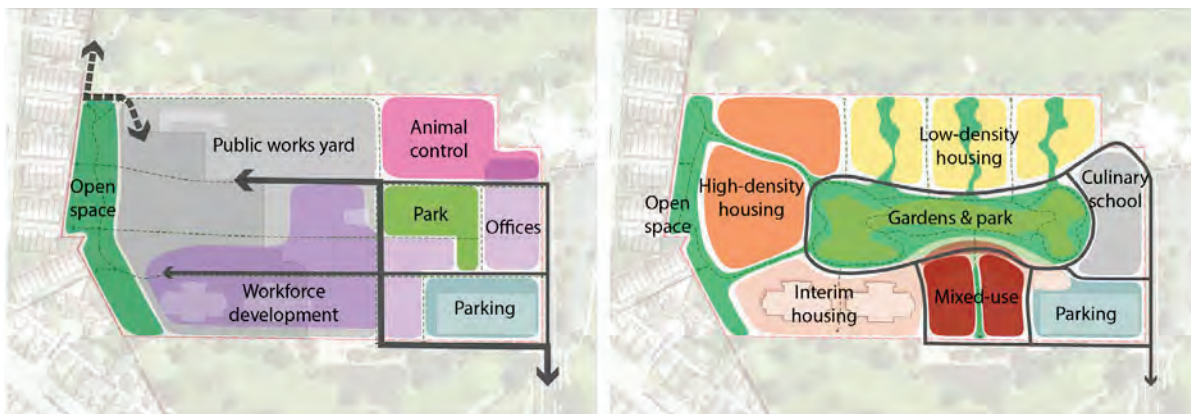 Public works yard
Animal
control
Open
space
Park
Offices
Workforce
development
Parking
Low-density
housing
High-density
housing
Culinary
school
Open
space
Gardens & park
Interim
housing
Mixed-use
Parking